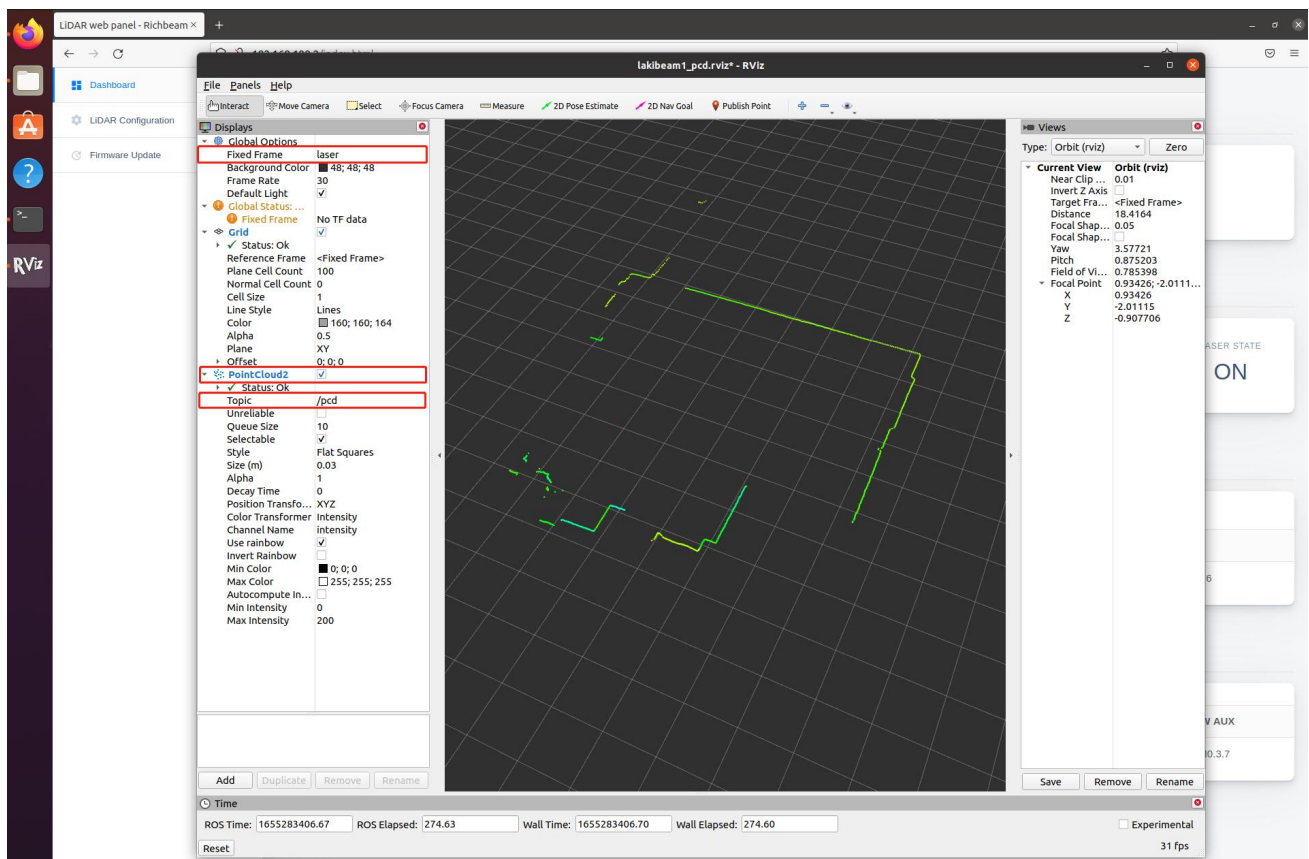 LiDAR web panel - Richbeam
Dashboard
LiDAR Configuration
Firmware Update
RViz
lakibeam1_pcd.rviz* - RViz
File Panels Help
Interact Move Camera Select Focus Camera Measure 2D Pose Estimate 2D Nav Goal Publish Point
Displays
Global Options
Fixed Frame laser
Background Color 48; 48; 48
Frame Rate 30
Default Light
Global Status: ...
Fixed Frame No TF data
Grid
Status: Ok
Reference Frame <Fixed Frame>
Plane Cell Count 100
Normal Cell Count 0
Cell Size 1
Line Style Lines
Color 160; 160; 164
Alpha 0.5
Plane XY
Offset 0; 0; 0
PointCloud2
Status: Ok
Topic /pcd
Unreliable
Queue Size 10
Selectable
Style Flat Squares
Size (m) 0.03
Alpha 1
Decay Time 0
Position Transfo... XYZ
Color Transformer Intensity
Channel Name intensity
Use rainbow
Invert Rainbow
Min Color 0; 0; 0
Max Color 255; 255; 255
Autocompute In...
Min Intensity 0
Max Intensity 200
Add Duplicate Remove Rename
Views
Type: Orbit (rviz) Zero
Current View Orbit (rviz)
Near Clip ... 0.01
Invert Z Axis
Target Fra... <Fixed Frame>
Distance 18.4164
Focal Shap... 0.05
Focal Shap...
Yaw 3.57721
Pitch 0.875203
Field of Vi... 0.785398
Focal Point 0.93426; -2.0111...
X 0.93426
Y -2.01115
Z -0.907706
Save Remove Rename
ASER STATE
ON
6
W AUX
10.3.7
Time
ROS Time: 1655283406.67 ROS Elapsed: 274.63 Wall Time: 1655283406.70 Wall Elapsed: 274.60 Experimental
Reset 31 fps